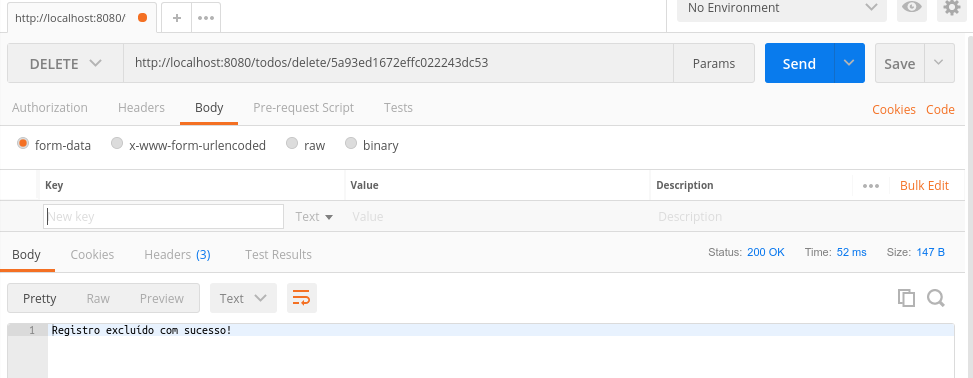 http://localhost:8080/
No Environment
DELETE http://localhost:8080/todos/delete/5a93ed1672effc022243dc53 Params Send Save
Authorization Headers Body Pre-request Script Tests Cookies Code
form-data x-www-form-urlencoded raw binary
Key Value Description Bulk Edit
New key Text Value Description
Body Cookies Headers (3) Test Results Status: 200 OK Time: 52 ms Size: 147 B
Pretty Raw Preview Text
1 Registro excluído com sucesso!